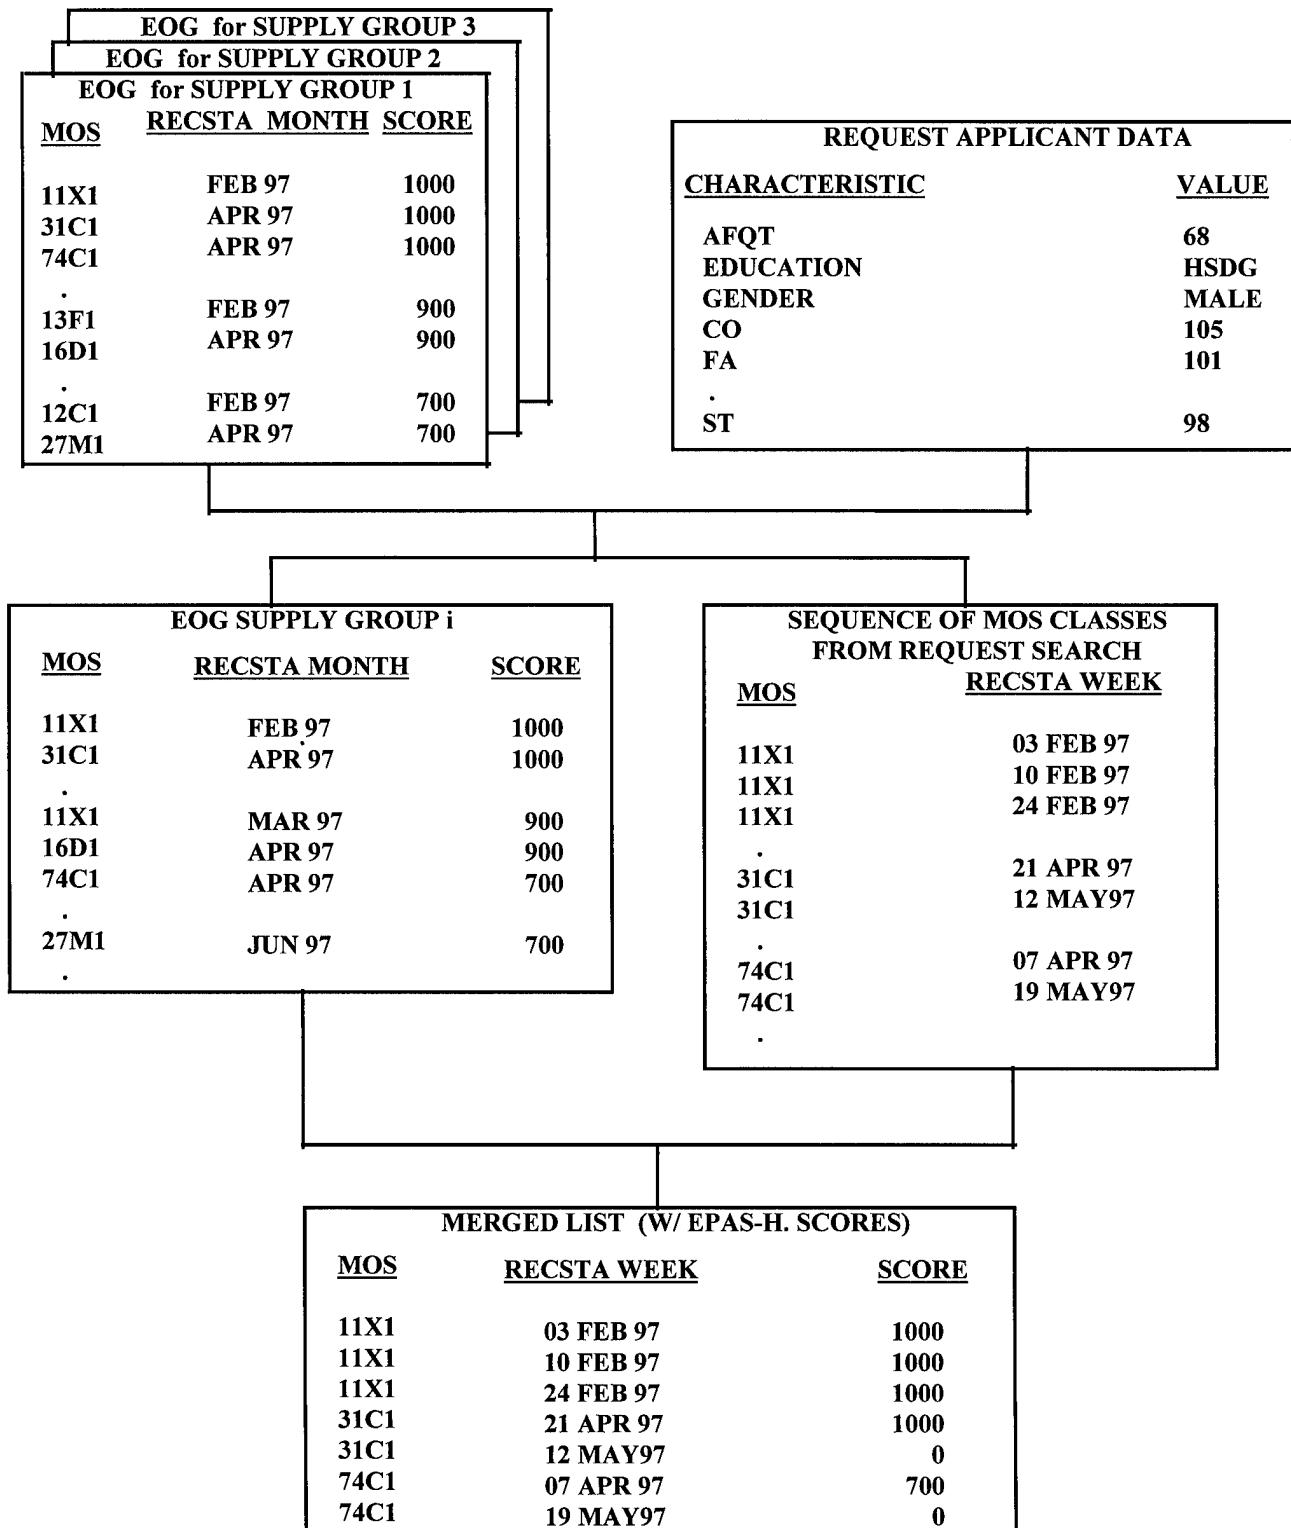 EOG for SUPPLY GROUP 3
EOG for SUPPLY GROUP 2
EOG for SUPPLY GROUP 1
MOS RECSTA MONTH SCORE
11X1 FEB 97 1000
31C1 APR 97 1000
74C1 APR 97 1000
.
13F1 FEB 97 900
16D1 APR 97 900
.
12C1 FEB 97 700
27M1 APR 97 700
REQUEST APPLICANT DATA
CHARACTERISTIC VALUE
AFQT 68
EDUCATION HSDG
GENDER MALE
CO 105
FA 101
.
ST 98
EOG SUPPLY GROUP i
MOS RECSTA MONTH SCORE
11X1 FEB 97 1000
31C1 APR 97 1000
.
11X1 MAR 97 900
16D1 APR 97 900
74C1 APR 97 700
.
27M1 JUN 97 700
.
SEQUENCE OF MOS CLASSES
FROM REQUEST SEARCH
MOS RECSTA WEEK
11X1 03 FEB 97
11X1 10 FEB 97
11X1 24 FEB 97
.
31C1 21 APR 97
31C1 12 MAY97
.
74C1 07 APR 97
74C1 19 MAY97
.
MERGED LIST (W/ EPAS-H. SCORES)
MOS RECSTA WEEK SCORE
11X1 03 FEB 97 1000
11X1 10 FEB 97 1000
11X1 24 FEB 97 1000
31C1 21 APR 97 1000
31C1 12 MAY97 0
74C1 07 APR 97 700
74C1 19 MAY97 0